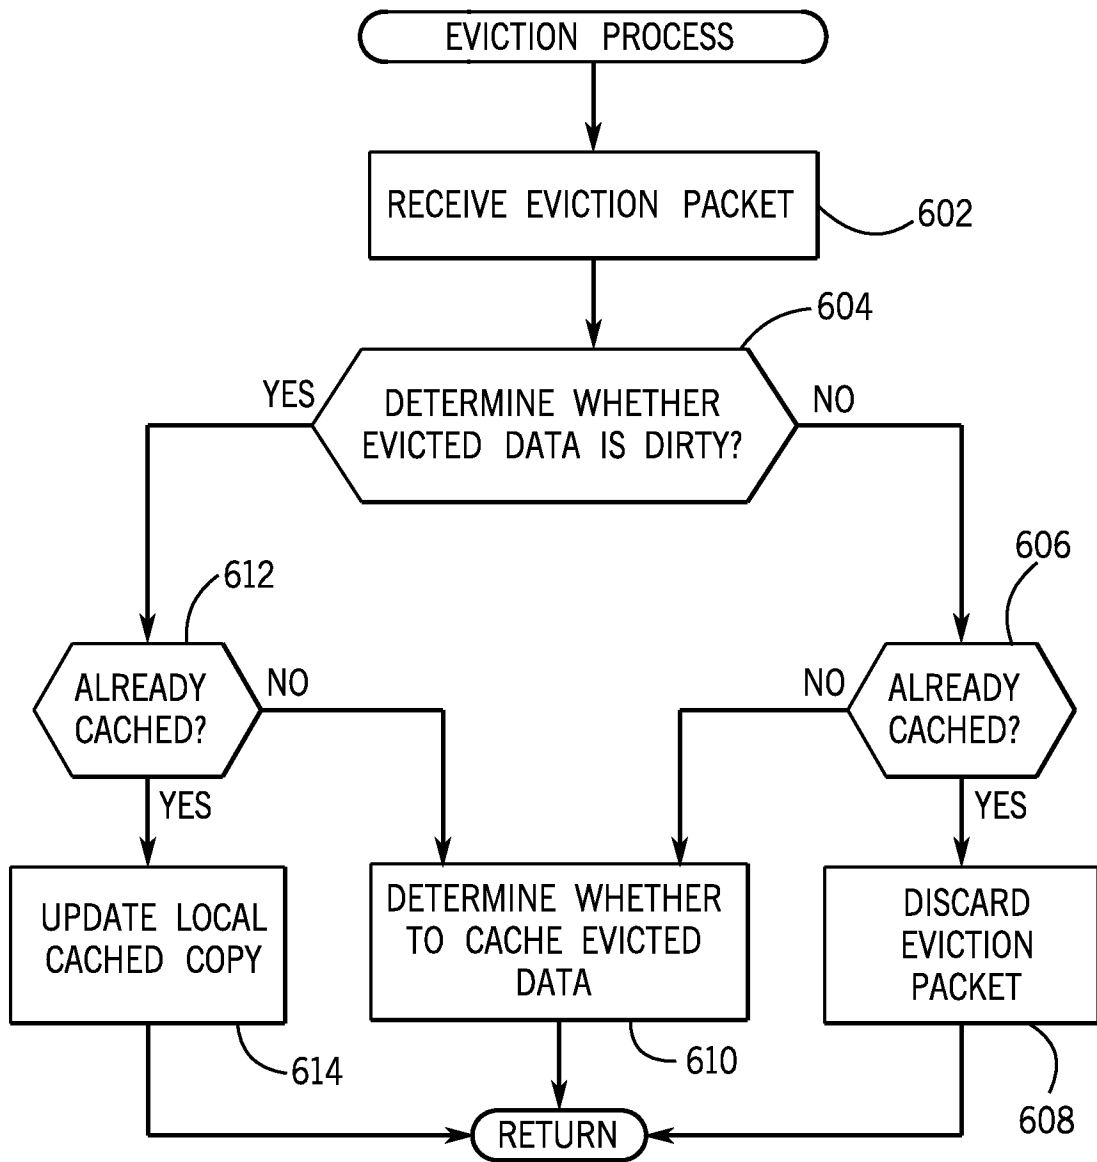 EVICTION PROCESS
RECEIVE EVICTION PACKET
602
604
YES
DETERMINE WHETHER
EVICTED DATA IS DIRTY?
NO
612
606
ALREADY
CACHED?
NO
NO
ALREADY
CACHED?
YES
YES
UPDATE LOCAL
CACHED COPY
DETERMINE WHETHER
TO CACHE EVICTED
DATA
DISCARD
EVICTION
PACKET
614
610
608
RETURN